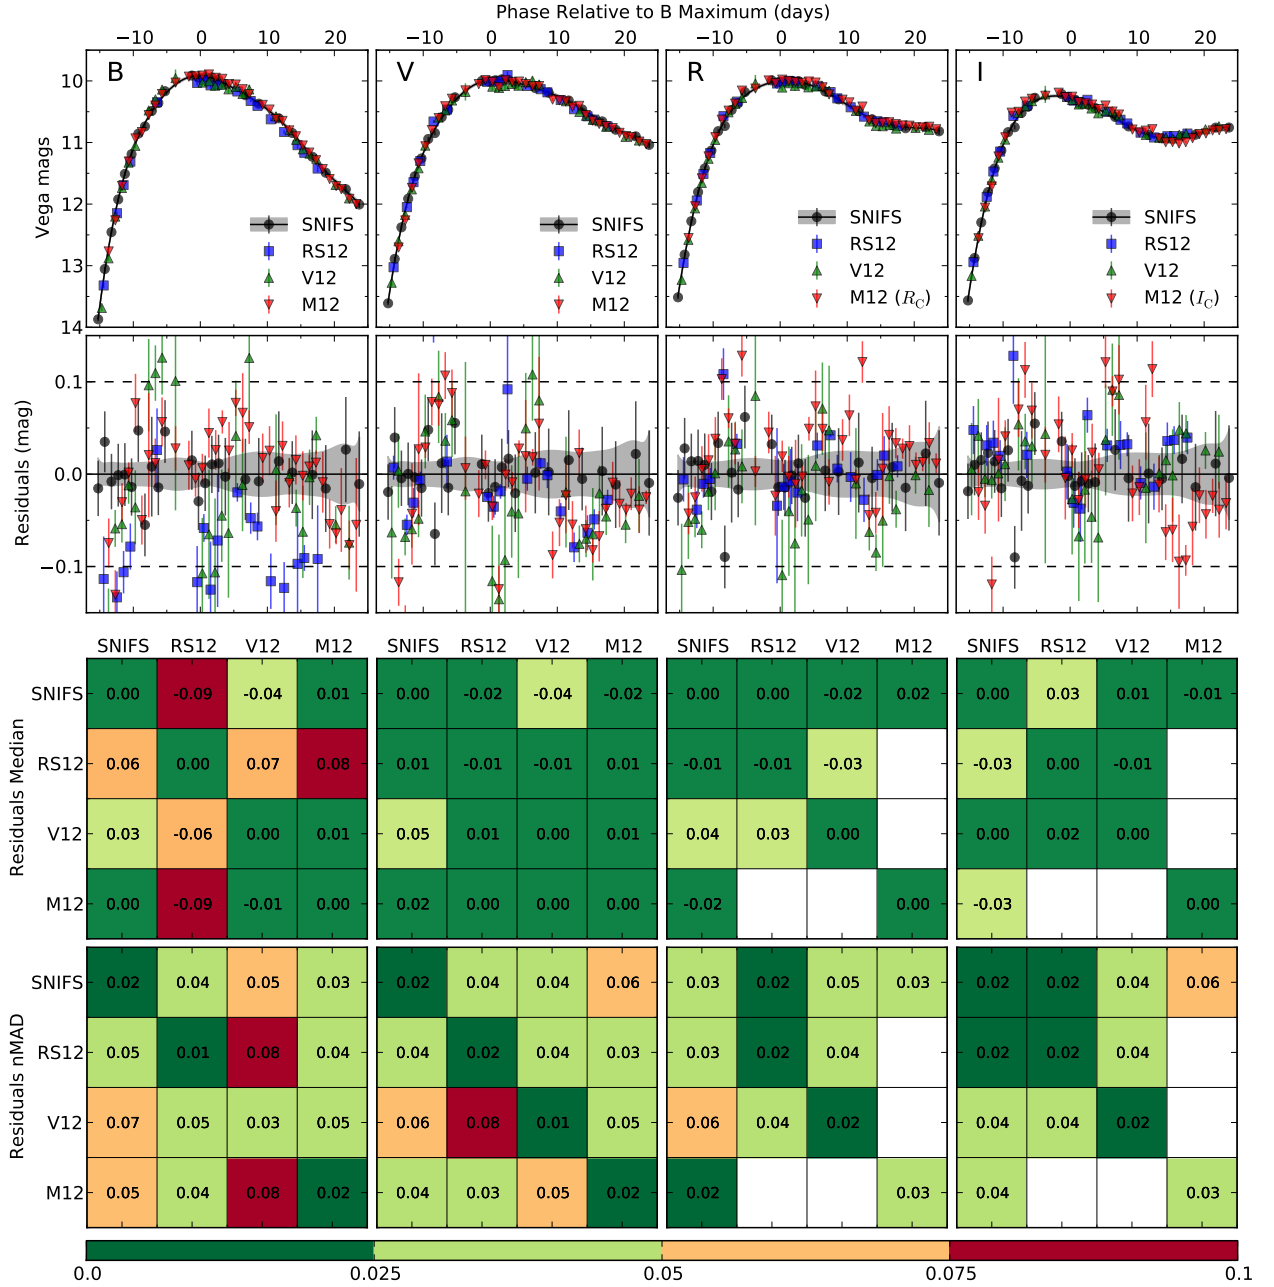 Phase Relative to B Maximum (days)
−10 0 10 20 −10 0 10 20 −10 0 10 20 −10 0 10 20
B V R I
Vega mags
10
11
12
13
14
SNIFS SNIFS SNIFS SNIFS
RS12 RS12 RS12 RS12
V12 V12 V12 V12
M12 M12 M12 (R_C) M12 (I_C)
Residuals (mag)
0.1
0.0
−0.1
SNIFS RS12 V12 M12 SNIFS RS12 V12 M12 SNIFS RS12 V12 M12 SNIFS RS12 V12 M12
Residuals Median
SNIFS 0.00 -0.09 -0.04 0.01 0.00 -0.02 -0.04 -0.02 0.00 0.00 -0.02 0.02 0.00 0.03 0.01 -0.01
RS12 0.06 0.00 0.07 0.08 0.01 -0.01 -0.01 0.01 -0.01 -0.01 -0.03 -0.03 0.00 -0.01
V12 0.03 -0.06 0.00 0.01 0.05 0.01 0.00 0.01 0.04 0.03 0.00 0.00 0.02 0.00
M12 0.00 -0.09 -0.01 0.00 0.02 0.00 0.00 0.00 -0.02 0.00 -0.03 0.00
Residuals nMAD
SNIFS 0.02 0.04 0.05 0.03 0.02 0.04 0.04 0.06 0.03 0.02 0.05 0.03 0.02 0.02 0.04 0.06
RS12 0.05 0.01 0.08 0.04 0.04 0.02 0.04 0.03 0.03 0.02 0.04 0.02 0.02 0.04
V12 0.07 0.05 0.03 0.05 0.06 0.08 0.01 0.05 0.06 0.04 0.02 0.04 0.04 0.02
M12 0.05 0.04 0.08 0.02 0.04 0.03 0.05 0.02 0.02 0.03 0.04 0.03
0.0 0.025 0.05 0.075 0.1